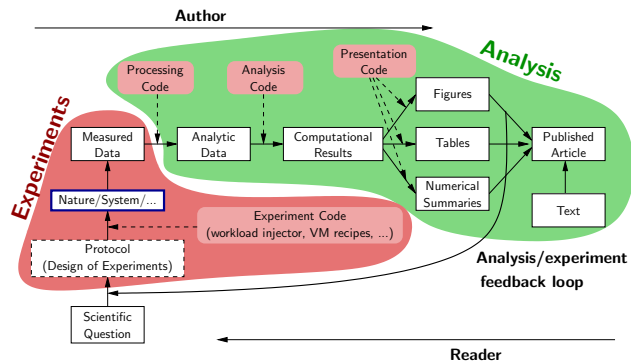 Author
Analysis
Experiments
Processing
Code
Analysis
Code
Presentation
Code
Figures
Measured
Data
Analytic
Data
Computational
Results
Tables
Published
Article
Nature/System/...
Numerical
Summaries
Text
Experiment Code
(workload injector, VM recipes, ...)
Protocol
(Design of Experiments)
Analysis/experiment
feedback loop
Scientific
Question
Reader